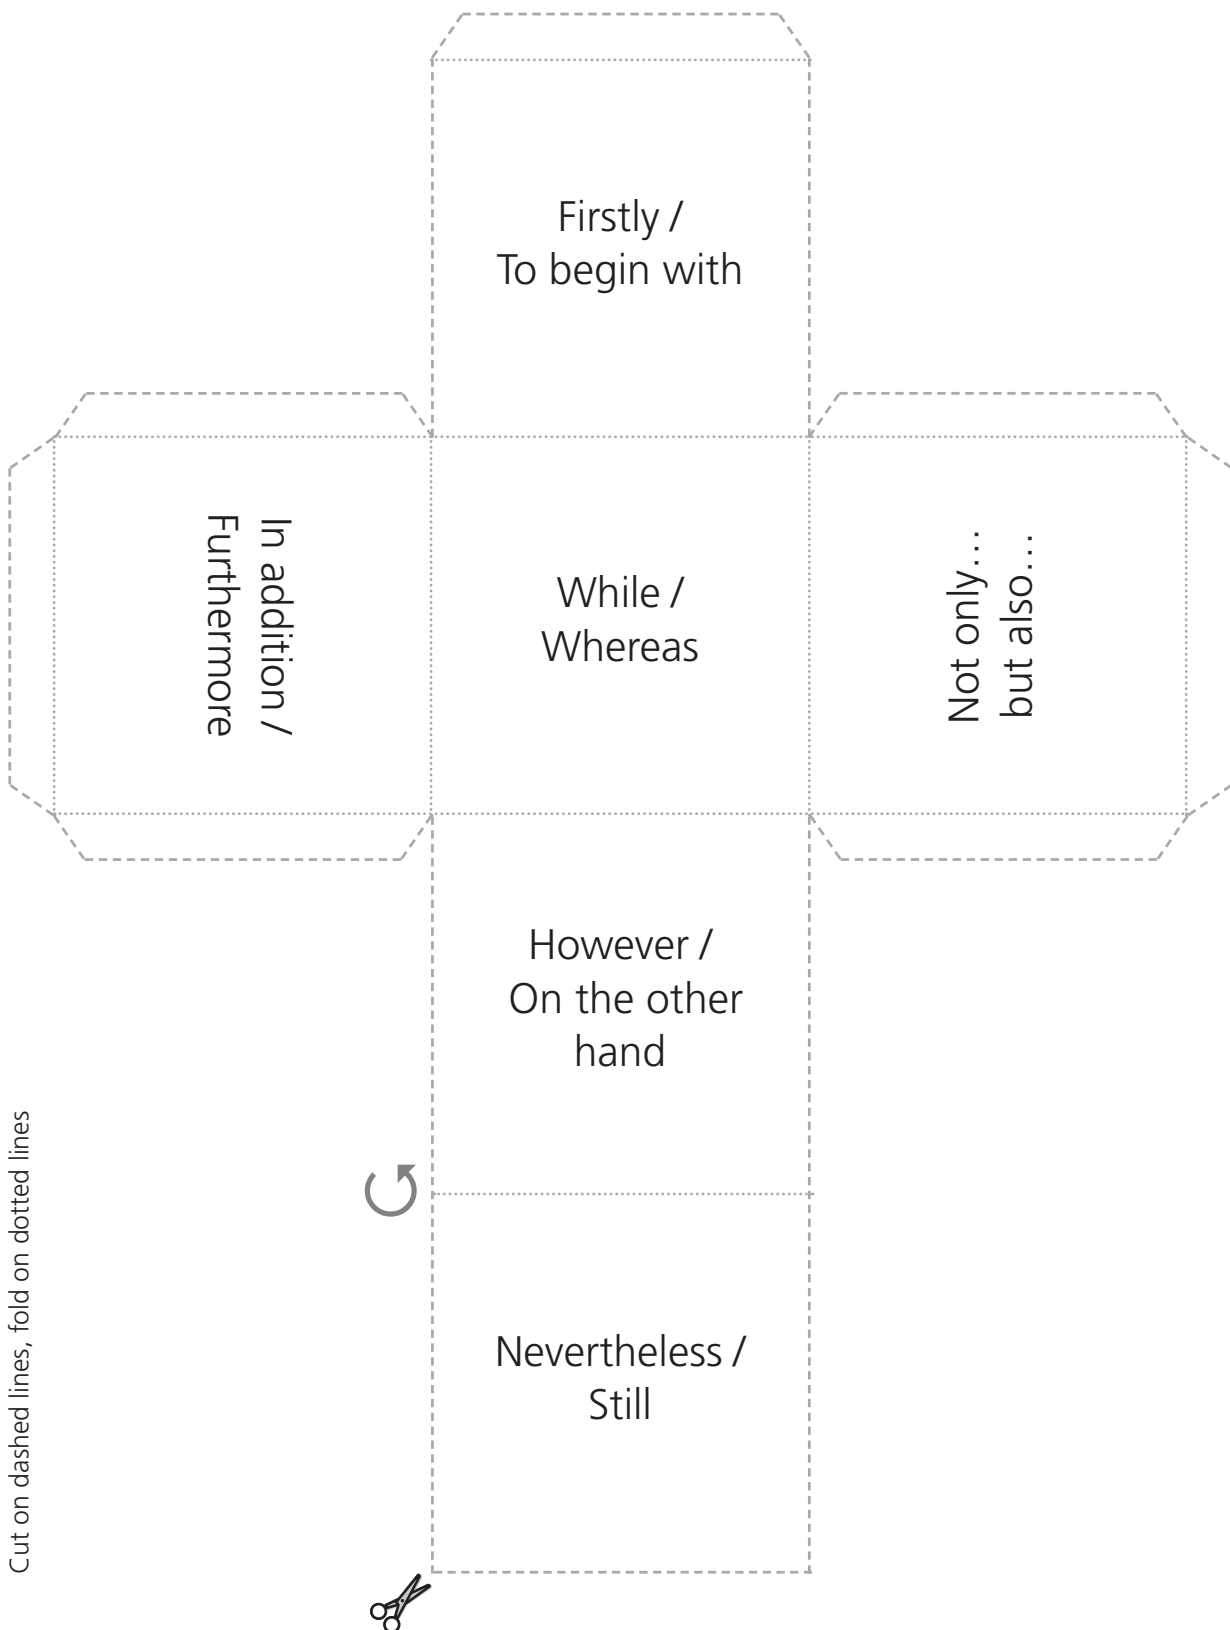 Firstly /
To begin with
In addition /
Furthermore
While /
Whereas
Not only…
but also…
However /
On the other
hand
Nevertheless /
Still
Cut on dashed lines, fold on dotted lines